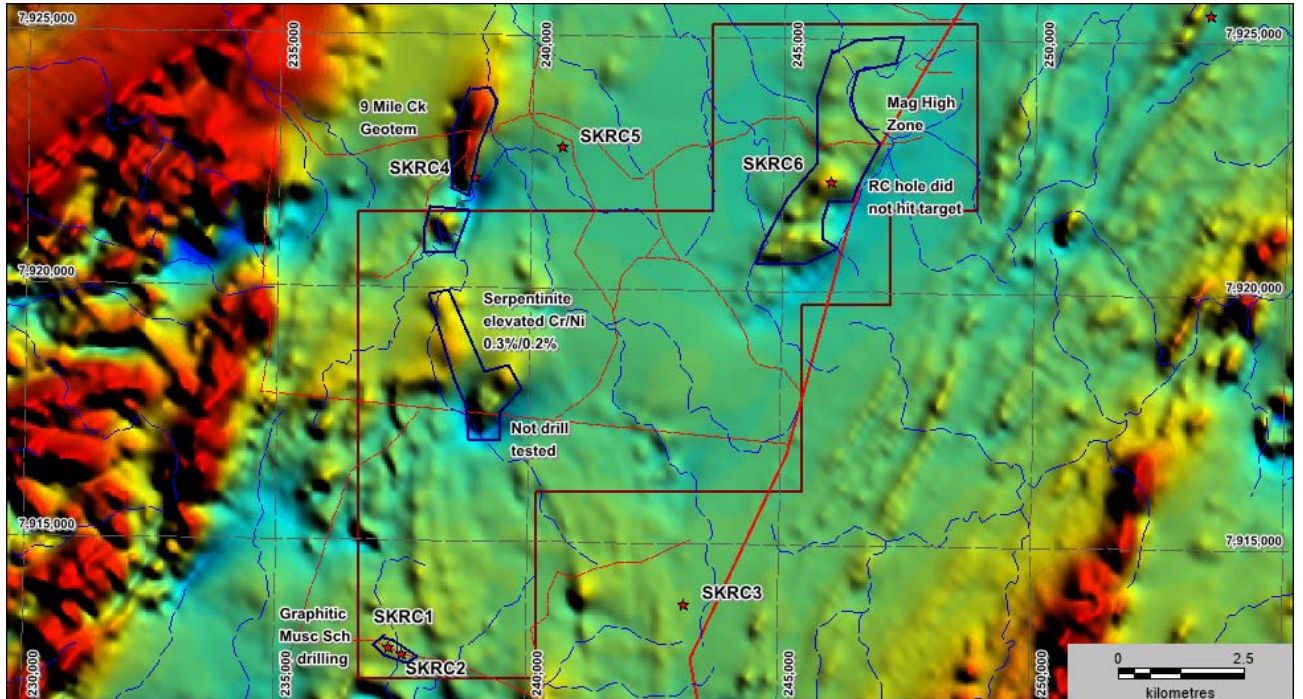 7,925,000
235,000
240,000
245,000
250,000
7,925,000
9 Mile Ck
Geotem
SKRC4
SKRC5
Mag High
Zone
SKRC6
RC hole did
not hit target
7,920,000
7,920,000
Serpentinite
elevated Cr/Ni
0.3%/0.2%
Not drill
tested
7,915,000
7,915,000
SKRC3
Graphitic
Musc Sch
drilling
SKRC1
SKRC2
230,000
235,000
240,000
245,000
250,000
0
2.5
kilometres